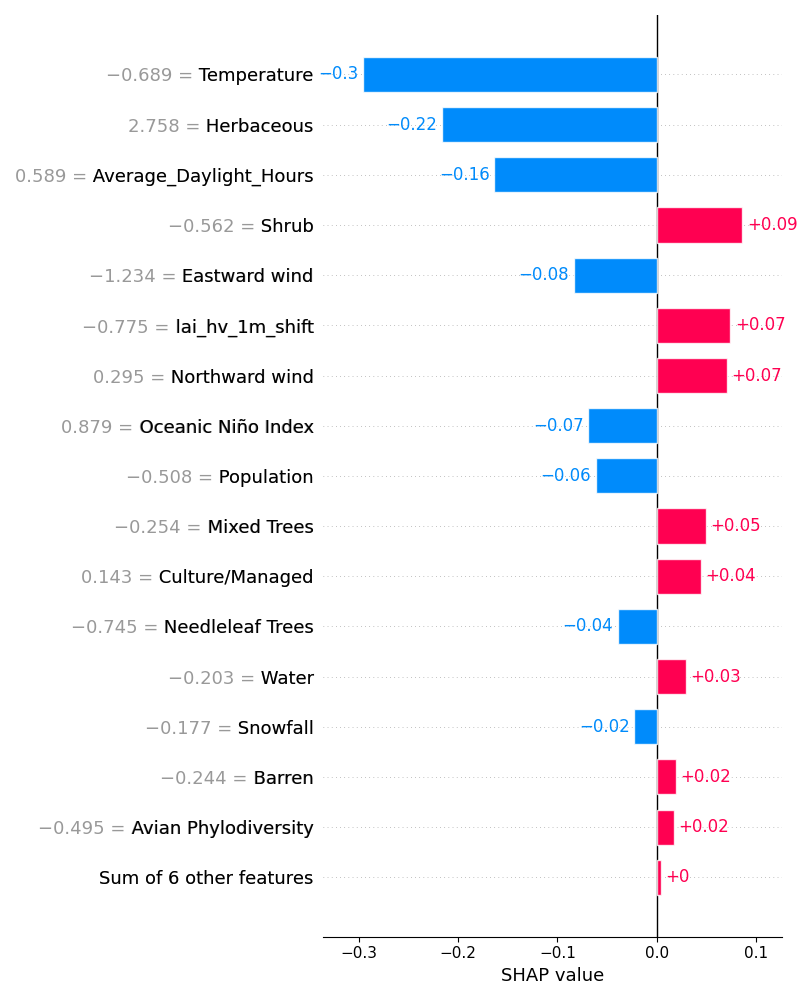 −0.689 = Temperature −0.3
2.758 = Herbaceous −0.22
0.589 = Average_Daylight_Hours −0.16
−0.562 = Shrub +0.09
−1.234 = Eastward wind −0.08
−0.775 = lai_hv_1m_shift +0.07
0.295 = Northward wind +0.07
0.879 = Oceanic Niño Index −0.07
−0.508 = Population −0.06
−0.254 = Mixed Trees +0.05
0.143 = Culture/Managed +0.04
−0.745 = Needleleaf Trees −0.04
−0.203 = Water +0.03
−0.177 = Snowfall −0.02
−0.244 = Barren +0.02
−0.495 = Avian Phylodiversity +0.02
Sum of 6 other features +0
−0.3 −0.2 −0.1 0.0 0.1
SHAP value